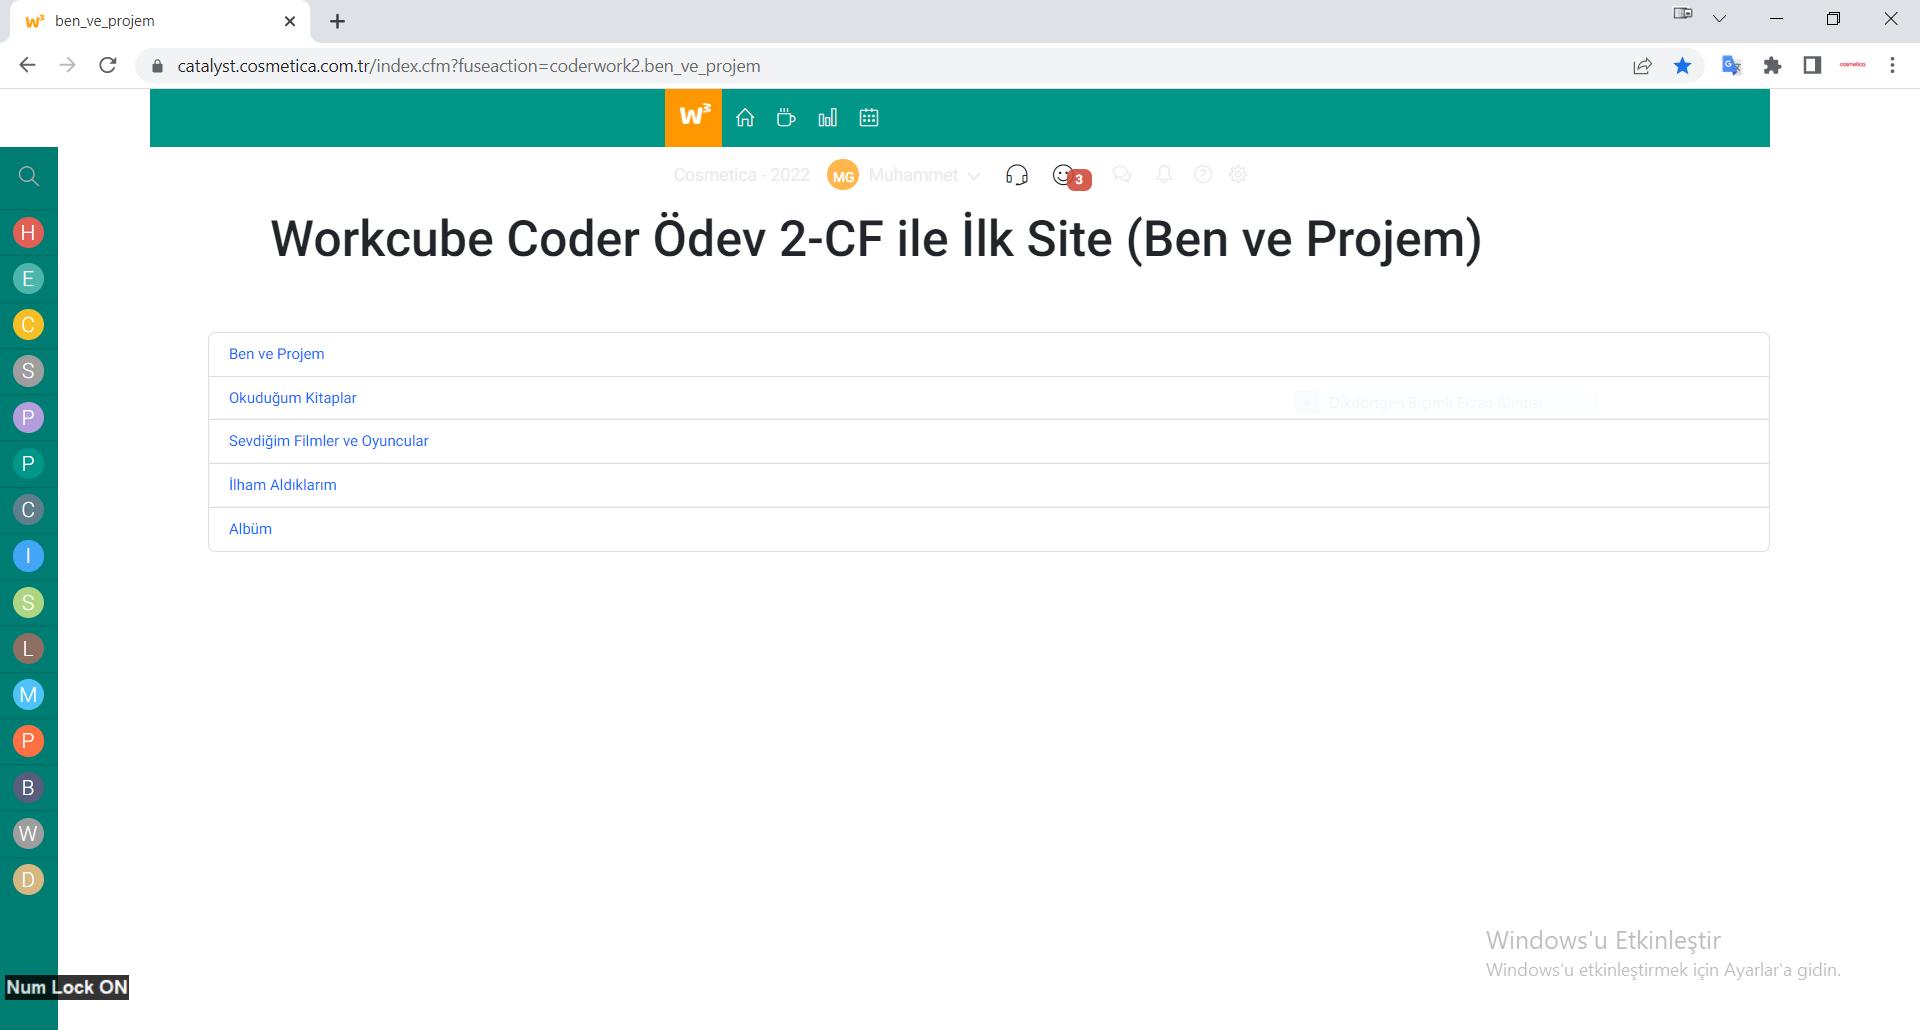 ben_ve_projem
catalyst.cosmetica.com.tr/index.cfm?fuseaction=coderwork2.ben_ve_projem
cosmetica
W3
Cosmetica - 2022 MG Muhammet 3
Workcube Coder Ödev 2-CF ile İlk Site (Ben ve Projem)
Ben ve Projem
Okuduğum Kitaplar
Dikdörtgen Biçimli Ekran Alıntısı
Sevdiğim Filmler ve Oyuncular
İlham Aldıklarım
Albüm
H
E
C
S
P
P
C
I
S
L
M
P
B
W
D
Windows'u Etkinleştir
Windows'u etkinleştirmek için Ayarlar'a gidin.
Num Lock ON